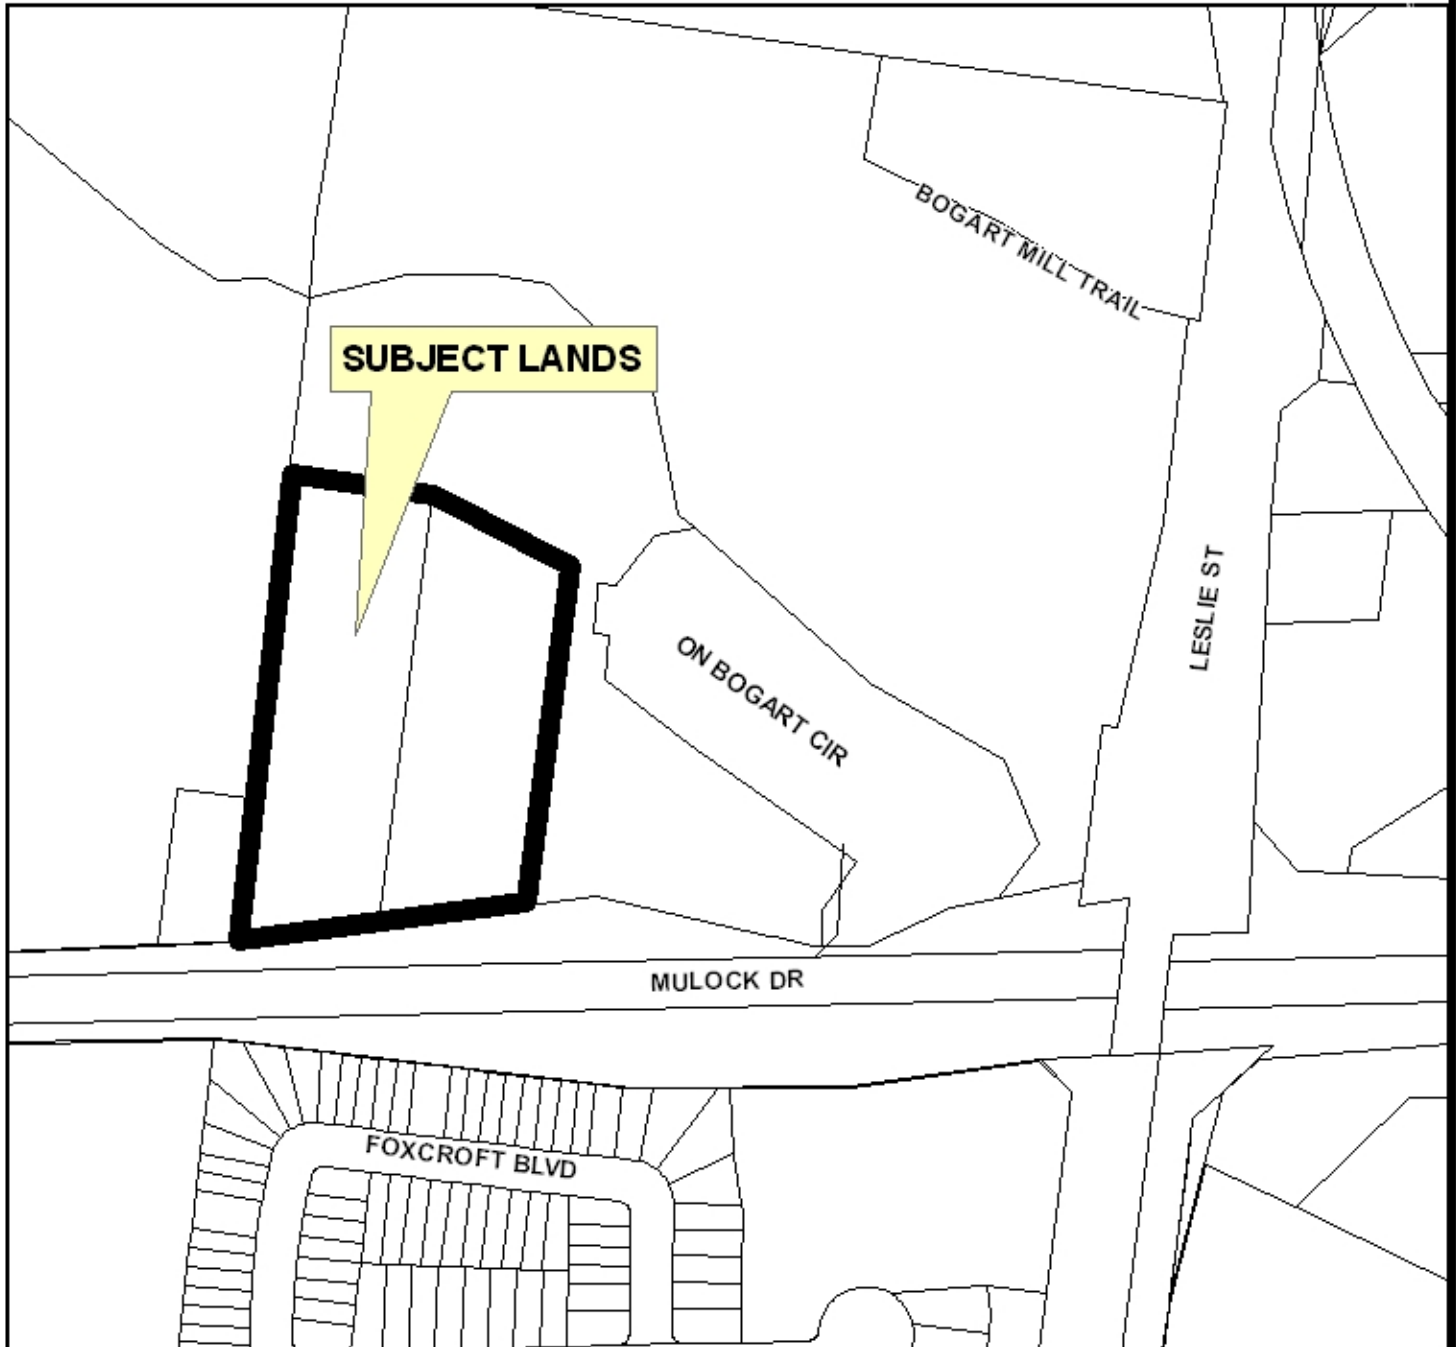 BOGART MILL TRAIL
SUBJECT LANDS
LESLIE ST
ON BOGART CIR
MULOCK DR
FOXCROFT BLVD